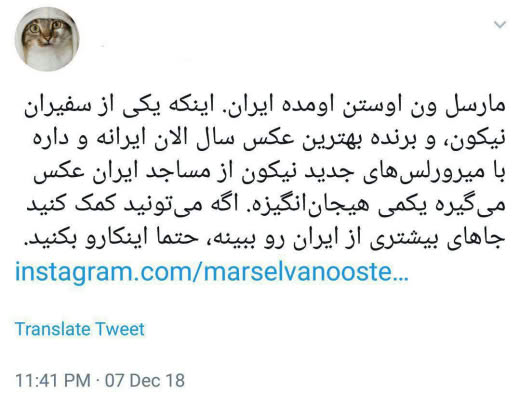 مارسل ون اوستن اومده ایران. اینکه یکی از سفیران
نیکون، و برنده بهترین عکس سال الان ایرانه و داره
با میرورلس‌های جدید نیکون از مساجد ایران عکس
می‌گیره یکمی هیجان‌انگیزه. اگه می‌تونید کمک کنید
جاهای بیشتری از ایران رو ببینه، حتما اینکارو بکنید.
instagram.com/marselvanooste...
Translate Tweet
11:41 PM · 07 Dec 18